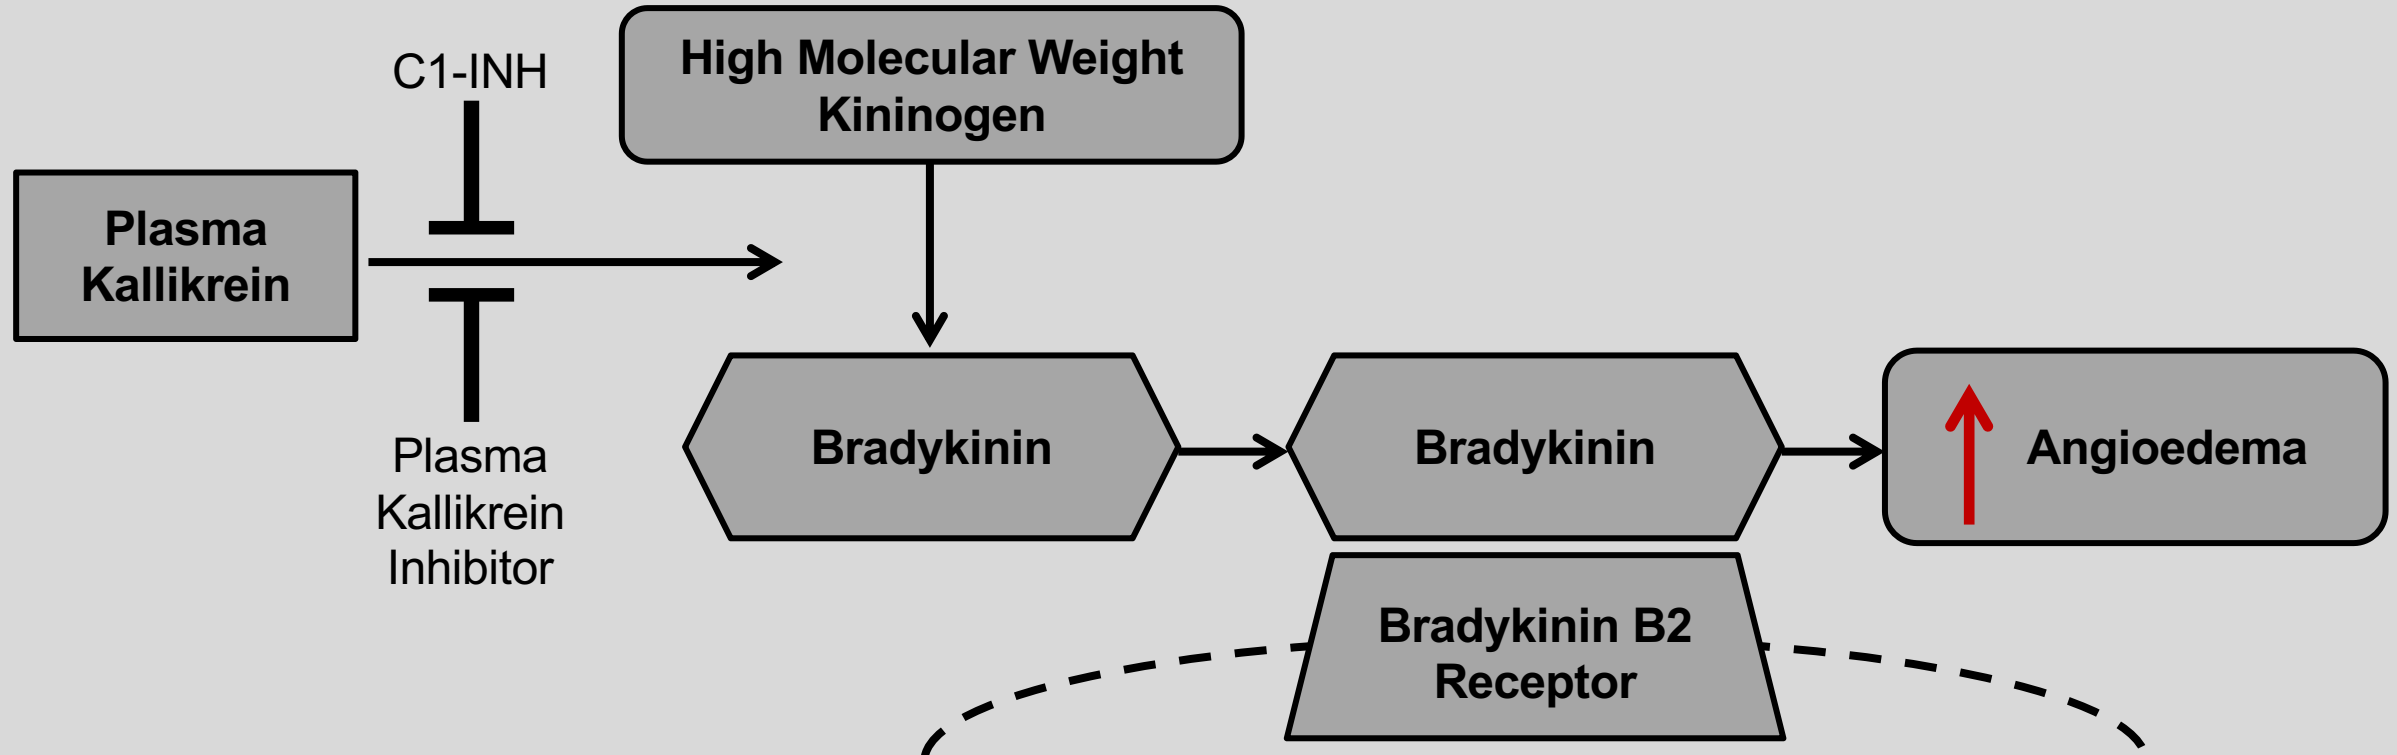 C1-INH
High Molecular Weight
Kininogen
Plasma
Kallikrein
Plasma
Kallikrein
Inhibitor
Bradykinin
Bradykinin
Angioedema
Bradykinin B2
Receptor